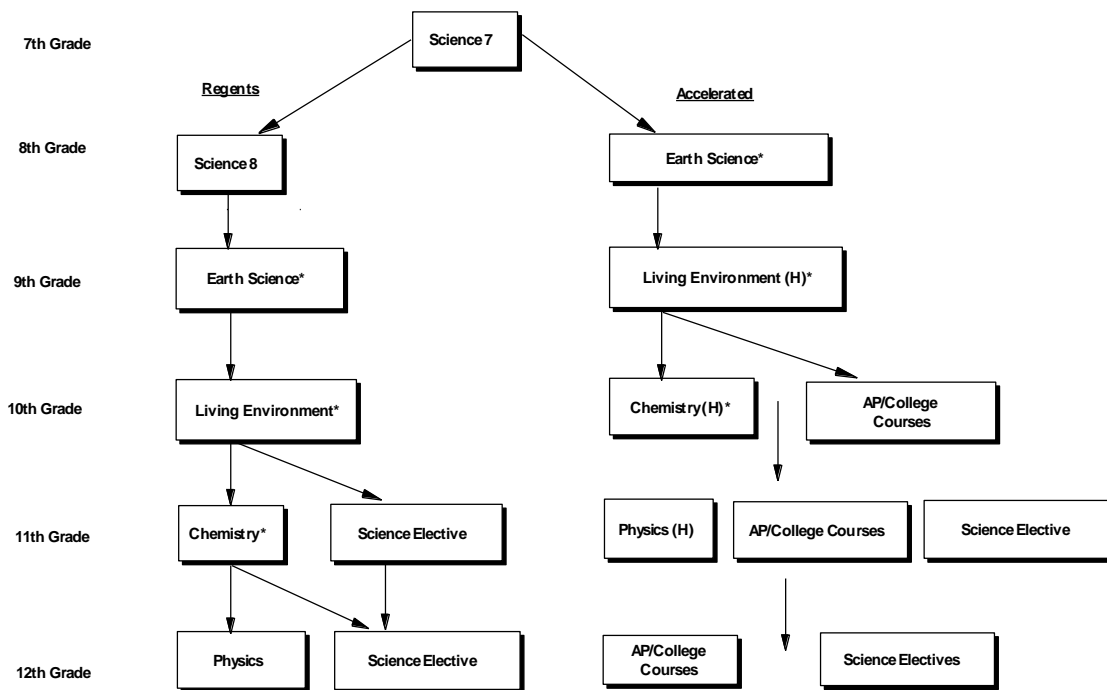 7th Grade
Science 7
Regents
Accelerated
8th Grade
Science 8
Earth Science*
9th Grade
Earth Science*
Living Environment (H)*
10th Grade
Living Environment*
Chemistry (H)*
AP/College
Courses
11th Grade
Chemistry*
Science Elective
Physics (H)
AP/College Courses
Science Elective
12th Grade
Physics
Science Elective
AP/College
Courses
Science Electives